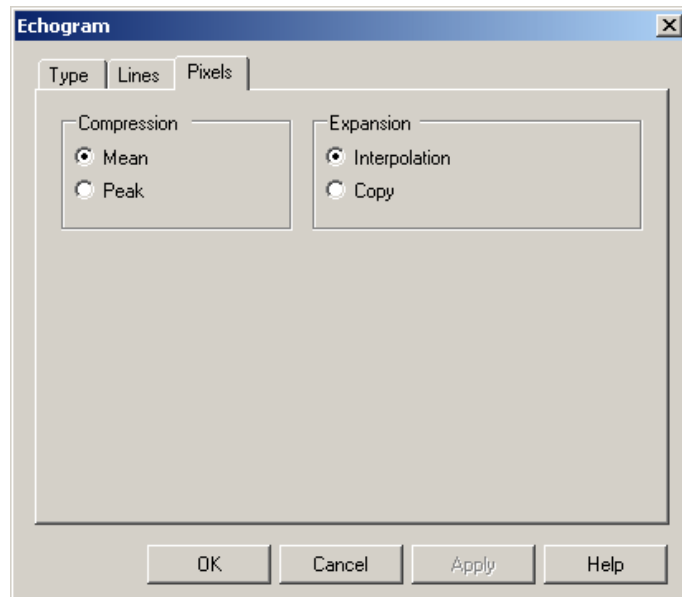 Echogram
Type Lines Pixels
Compression Expansion
Mean Interpolation
Peak Copy
OK Cancel Apply Help